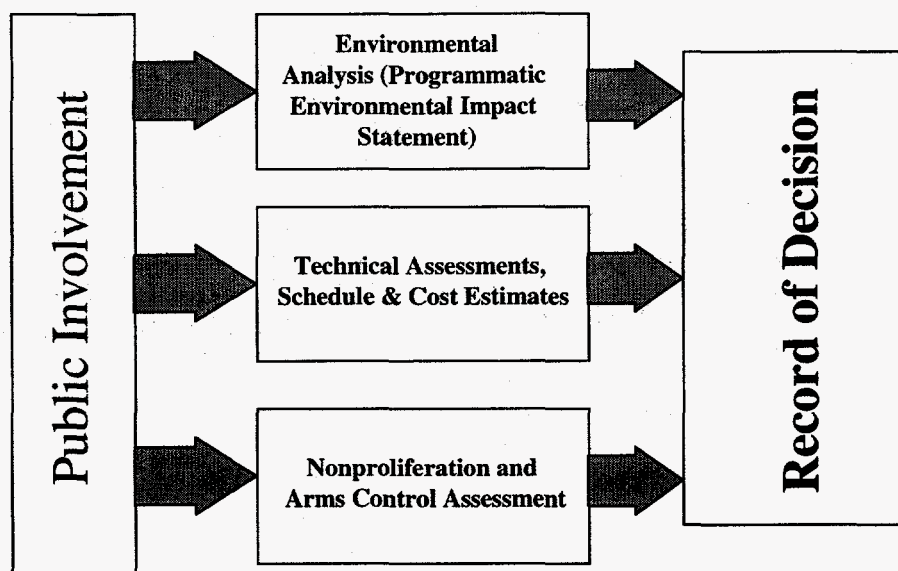 Public Involvement
Environmental
Analysis (Programmatic
Environmental Impact
Statement)
Technical Assessments,
Schedule & Cost Estimates
Nonproliferation and
Arms Control Assessment
Record of Decision